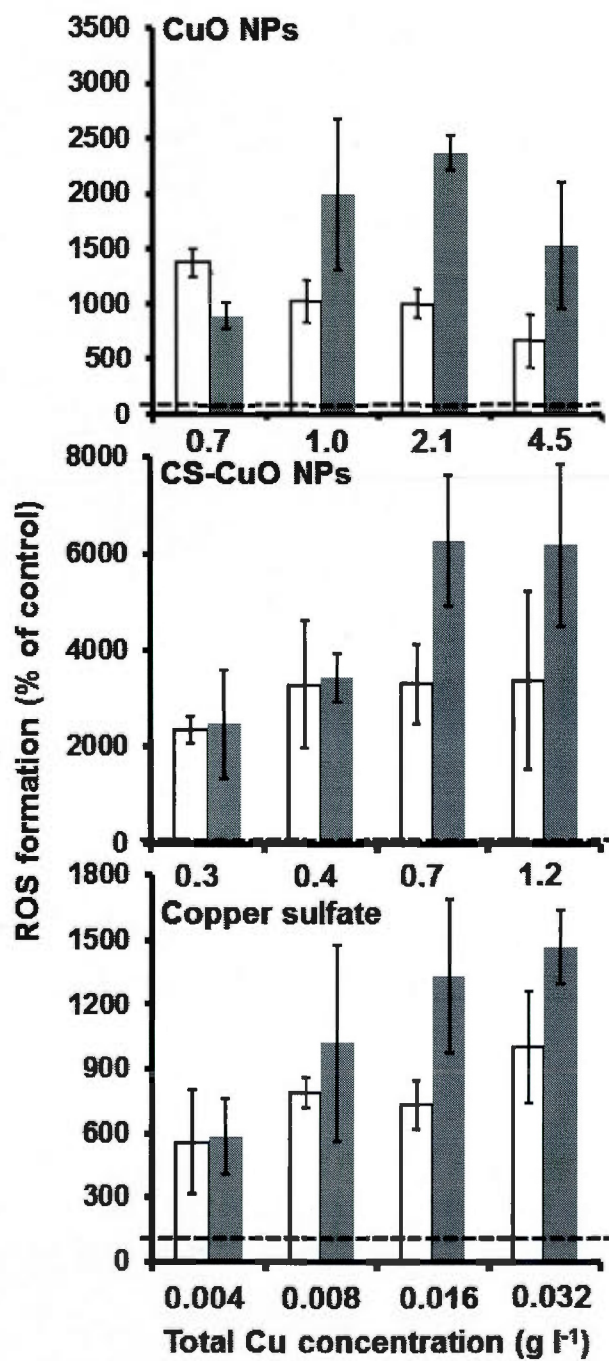 ROS formation (% of control)
CuO NPs
3500
3000
2500
2000
1500
1000
500
0
0.7 1.0 2.1 4.5
CS-CuO NPs
8000
6000
4000
2000
0
0.3 0.4 0.7 1.2
Copper sulfate
1800
1500
1200
900
600
300
0
0.004 0.008 0.016 0.032
Total Cu concentration (g l⁻¹)